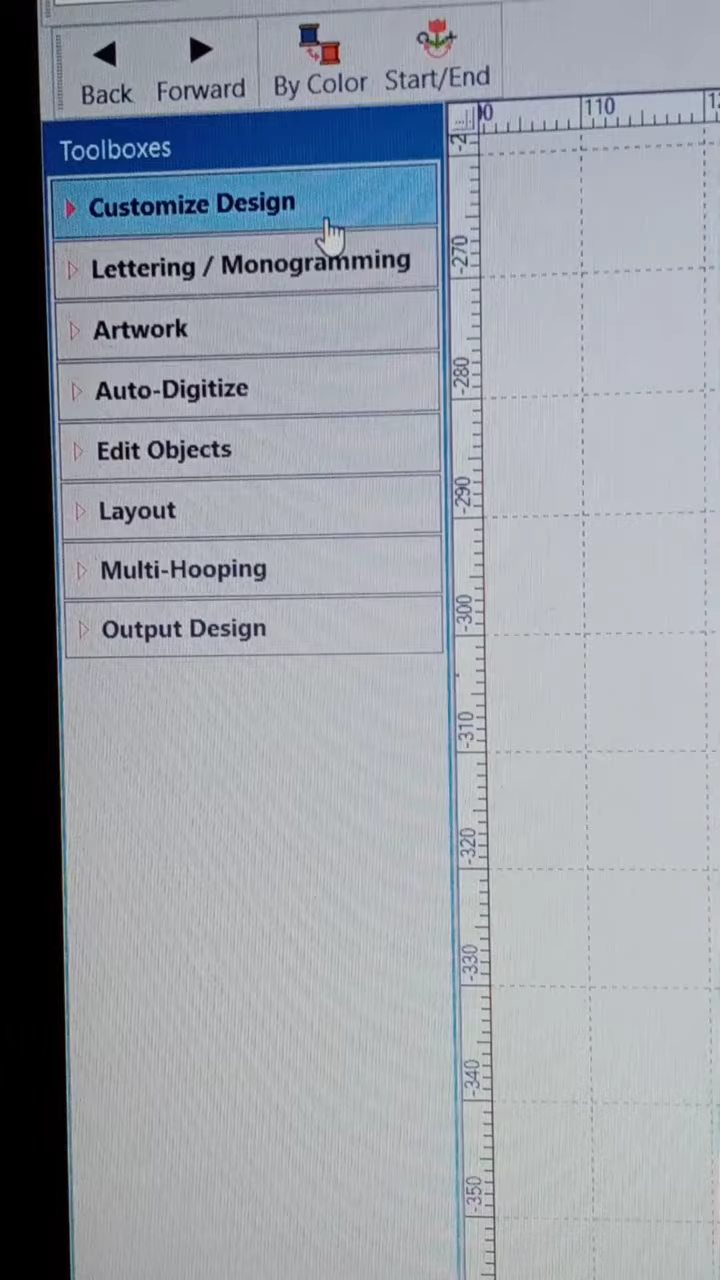 Back Forward By Color Start/End
Toolboxes
110
Customize Design
Lettering / Monogramming
Artwork
Auto-Digitize
Edit Objects
Layout
Multi-Hooping
Output Design
-270
-280
-290
-300
-310
-320
-330
-340
-350